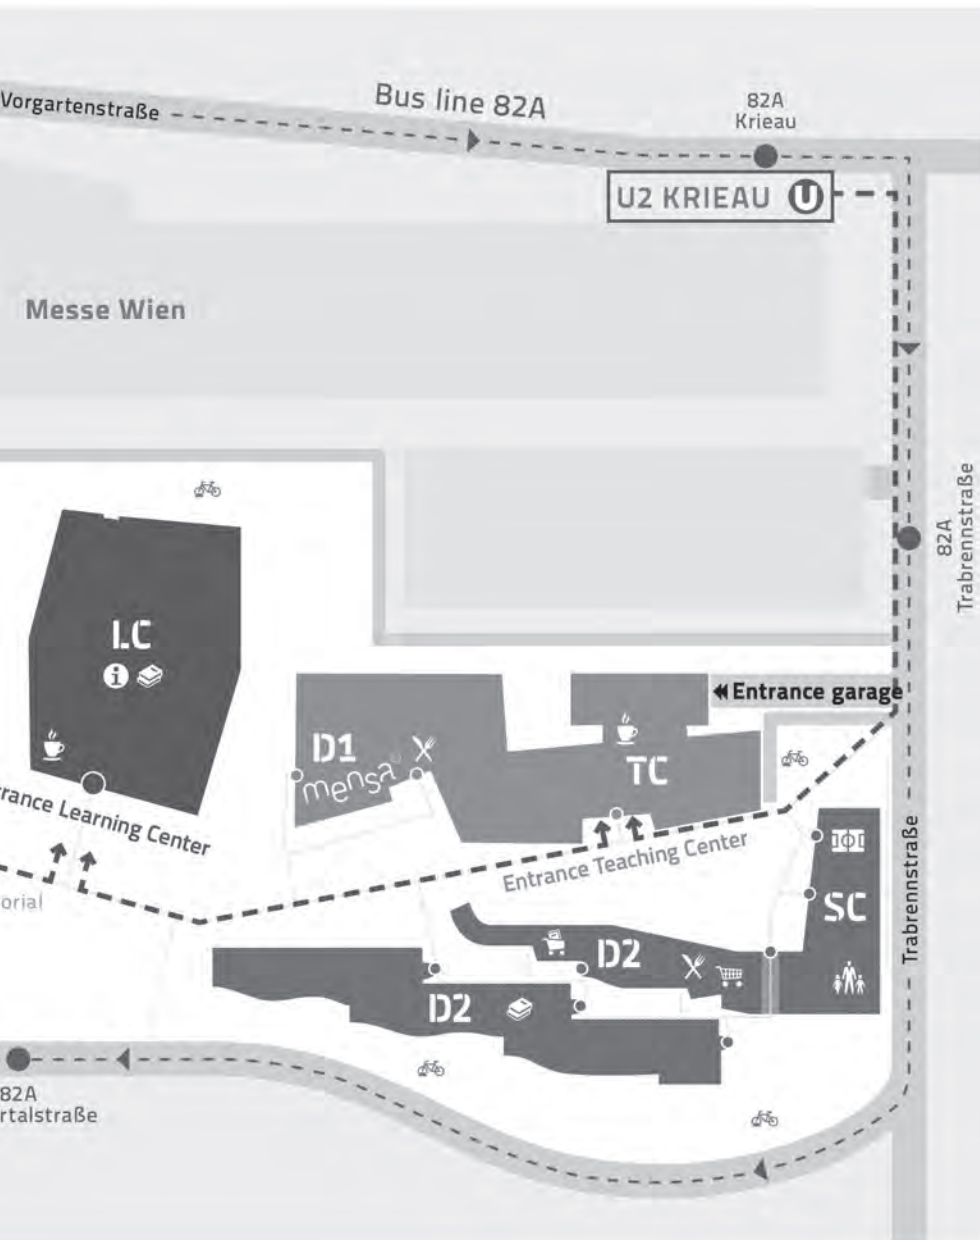 Vorgartenstraße
Bus line 82A
82A
Krieau
U2 KRIEAU U
Messe Wien
82A
Trabrennstraße
LC
i
Entrance garage
D1
mensa
TC
rance Learning Center
Entrance Teaching Center
orial
SC
Trabrennstraße
D2
D2
82A
rtalstraße